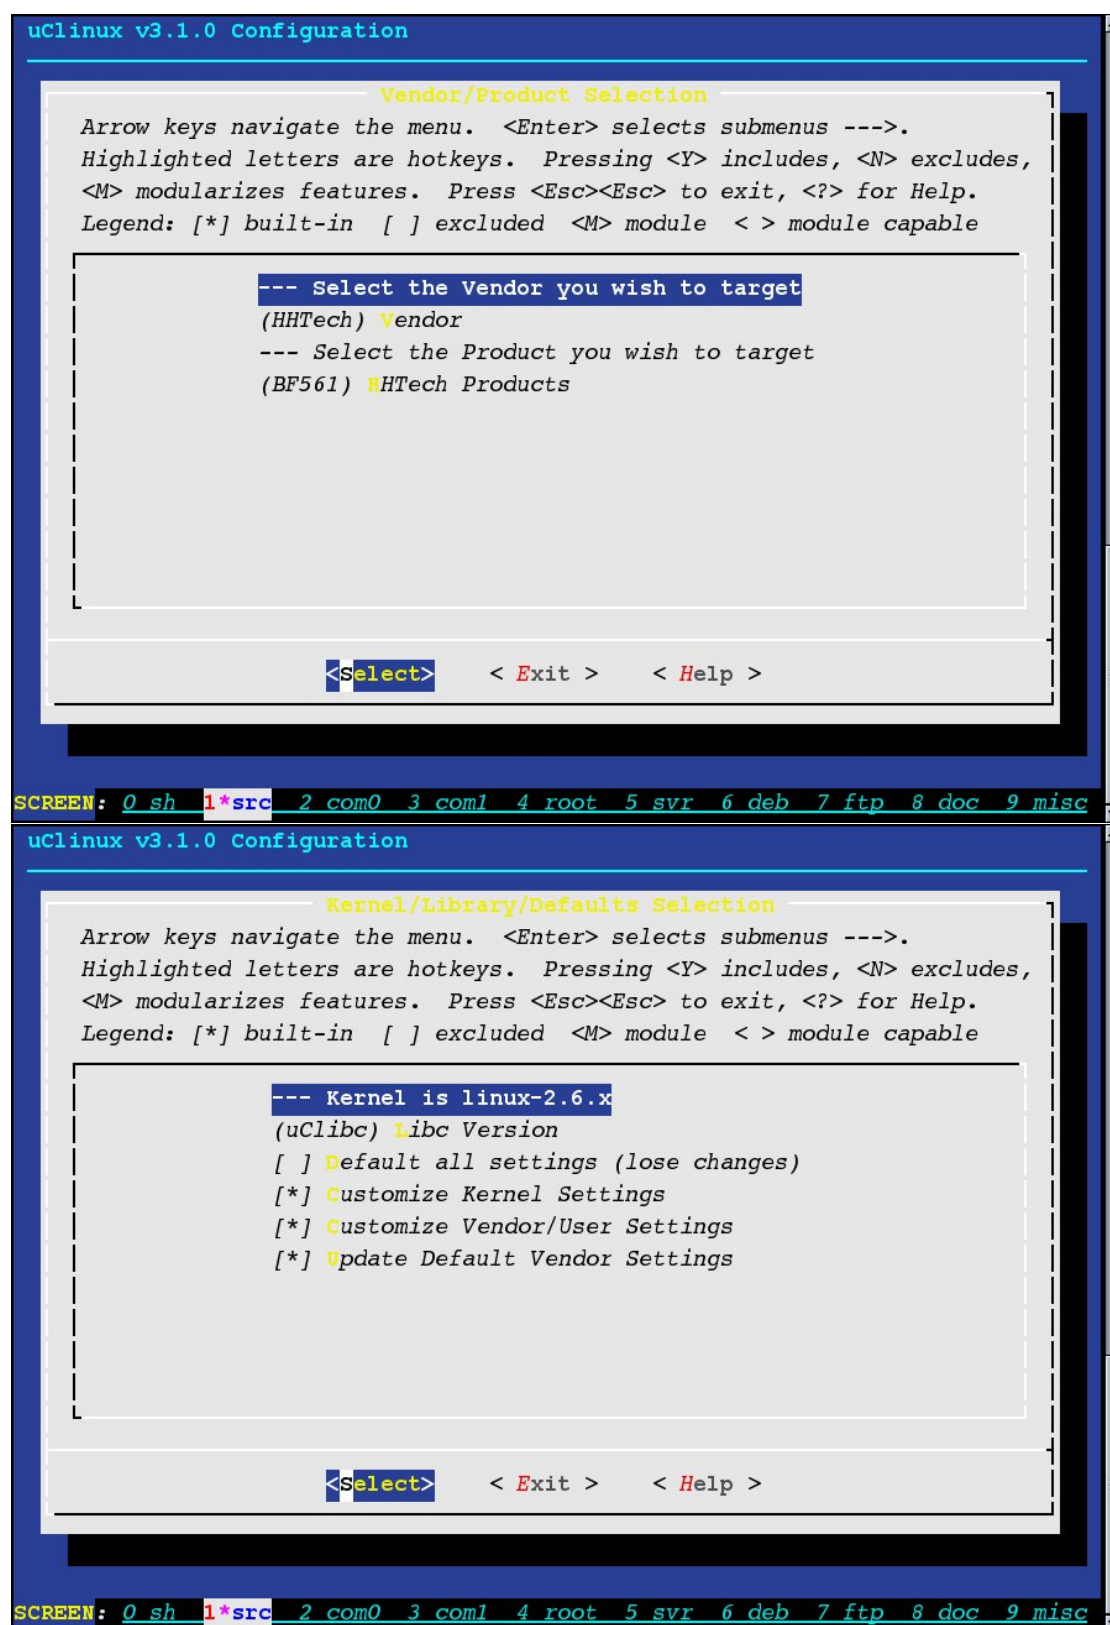 uClinux v3.1.0 Configuration
Vendor/Product Selection
Arrow keys navigate the menu.  <Enter> selects submenus --->.
Highlighted letters are hotkeys.  Pressing <Y> includes, <N> excludes,
<M> modularizes features.  Press <Esc><Esc> to exit, <?> for Help.
Legend: [*] built-in  [ ] excluded  <M> module  < > module capable
--- Select the Vendor you wish to target
(HHTech) Vendor
--- Select the Product you wish to target
(BF561) HHTech Products
<Select>    < Exit >    < Help >
SCREEN: 0 sh  1*src  2 com0  3 com1  4 root  5 svr  6 deb  7 ftp  8 doc  9 misc
uClinux v3.1.0 Configuration
Kernel/Library/Defaults Selection
Arrow keys navigate the menu.  <Enter> selects submenus --->.
Highlighted letters are hotkeys.  Pressing <Y> includes, <N> excludes,
<M> modularizes features.  Press <Esc><Esc> to exit, <?> for Help.
Legend: [*] built-in  [ ] excluded  <M> module  < > module capable
--- Kernel is linux-2.6.x
(uClibc) Libc Version
[ ] Default all settings (lose changes)
[*] Customize Kernel Settings
[*] Customize Vendor/User Settings
[*] Update Default Vendor Settings
<Select>    < Exit >    < Help >
SCREEN: 0 sh  1*src  2 com0  3 com1  4 root  5 svr  6 deb  7 ftp  8 doc  9 misc